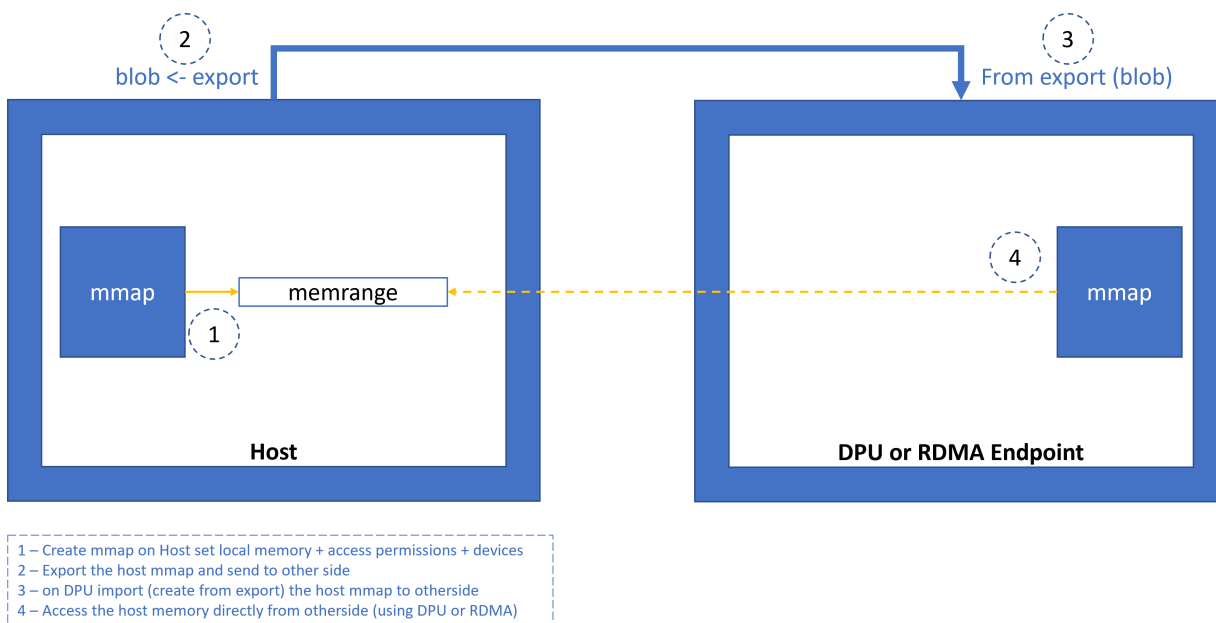 2
3
blob <- export
From export (blob)
mmap
memrange
1
4
mmap
Host
DPU or RDMA Endpoint
1 – Create mmap on Host set local memory + access permissions + devices
2 – Export the host mmap and send to other side
3 – on DPU import (create from export) the host mmap to otherside
4 – Access the host memory directly from otherside (using DPU or RDMA)